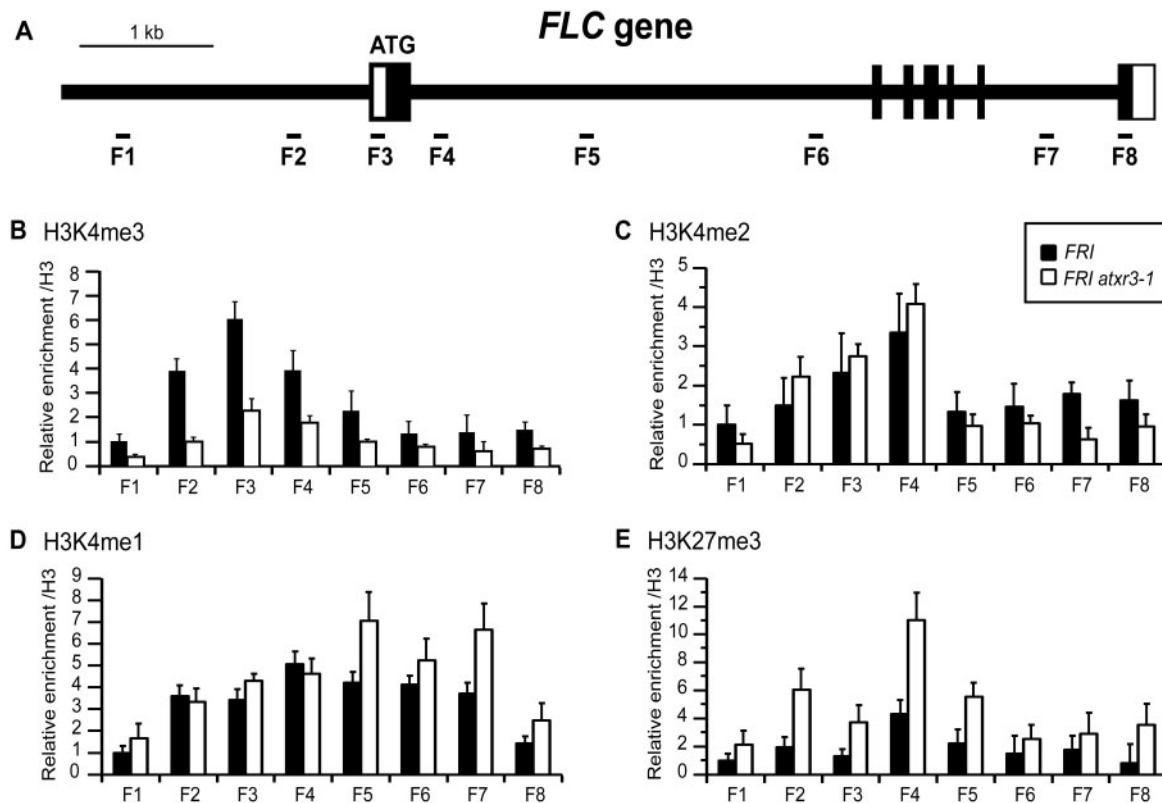 A
1 kb
FLC gene
ATG
F1 F2 F3 F4 F5 F6 F7 F8
B H3K4me3
Relative enrichment /H3
8
7
6
5
4
3
2
1
0
F1 F2 F3 F4 F5 F6 F7 F8
C H3K4me2
FRI
FRI atxr3-1
Relative enrichment /H3
5
4
3
2
1
0
F1 F2 F3 F4 F5 F6 F7 F8
D H3K4me1
Relative enrichment /H3
9
8
7
6
5
4
3
2
1
0
F1 F2 F3 F4 F5 F6 F7 F8
E H3K27me3
Relative enrichment /H3
14
12
10
8
6
4
2
0
F1 F2 F3 F4 F5 F6 F7 F8